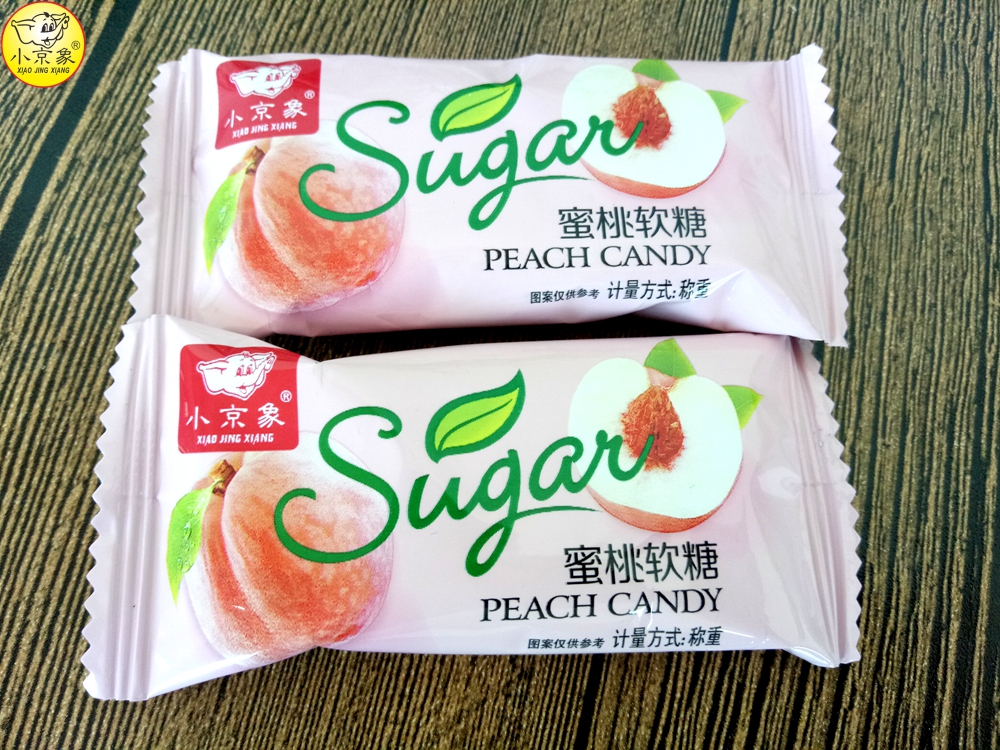 小京象®
XIAO JING XIANG
小京象®
XIAO JING XIANG
Sugar
蜜桃软糖
PEACH CANDY
图案仅供参考 计量方式:称重
小京象®
XIAO JING XIANG
Sugar
蜜桃软糖
PEACH CANDY
图案仅供参考 计量方式:称重